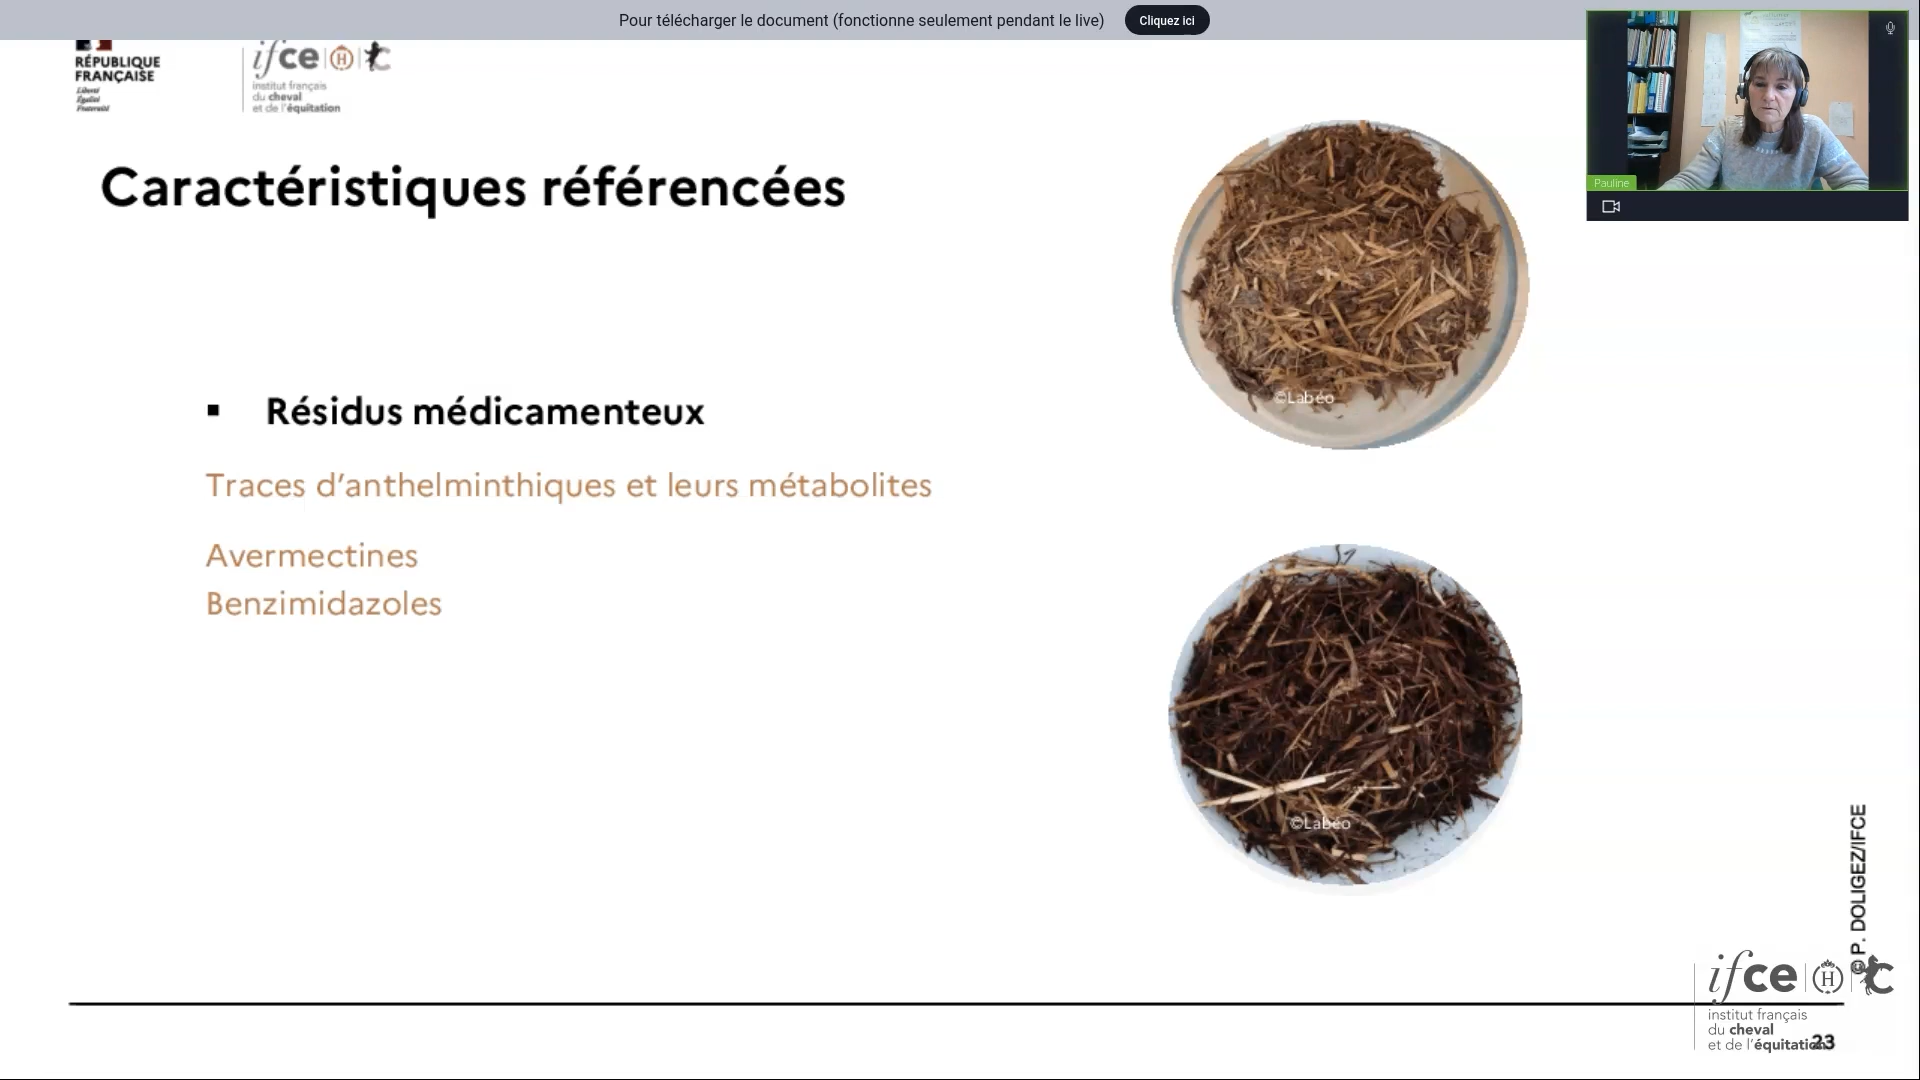 Pour télécharger le document (fonctionne seulement pendant le live)
Cliquez ici
RÉPUBLIQUE
FRANÇAISE
Liberté
Égalité
Fraternité
ifce
institut français
du cheval
et de l'équitation
Pauline
Caractéristiques référencées
Résidus médicamenteux
Traces d'anthelminthiques et leurs métabolites
Avermectines
Benzimidazoles
©Labéo
©Labéo
© P. DOLIGEZ/IFCE
ifce
institut français
du cheval
et de l'équitation
23